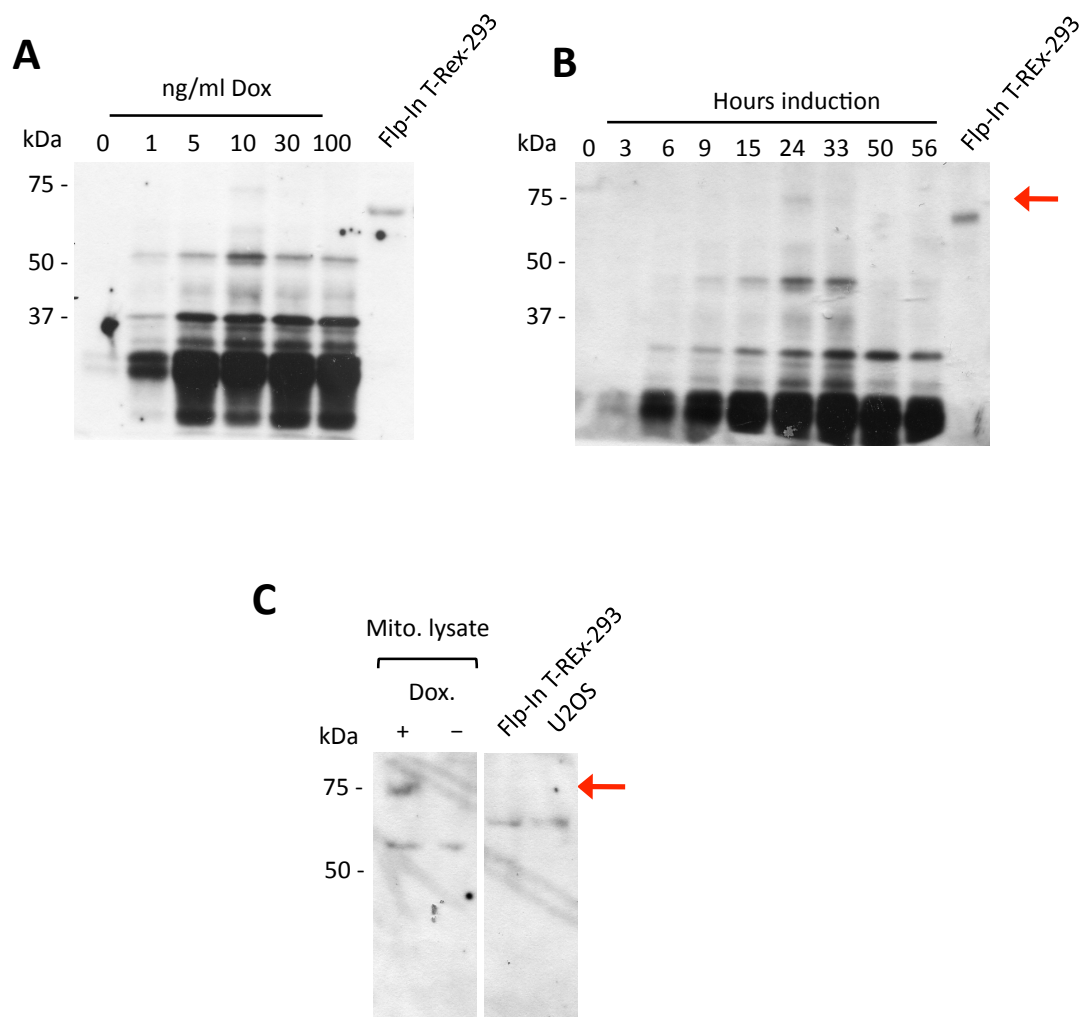 A
ng/ml Dox
Flp-In T-Rex-293
kDa
0 1 5 10 30 100
75 -
50 -
37 -
B
Hours induction
Flp-In T-REx-293
kDa
0 3 6 9 15 24 33 50 56
75 -
50 -
37 -
C
Mito. lysate
Dox.
Flp-In T-REx-293
U2OS
kDa
+ –
75 -
50 -